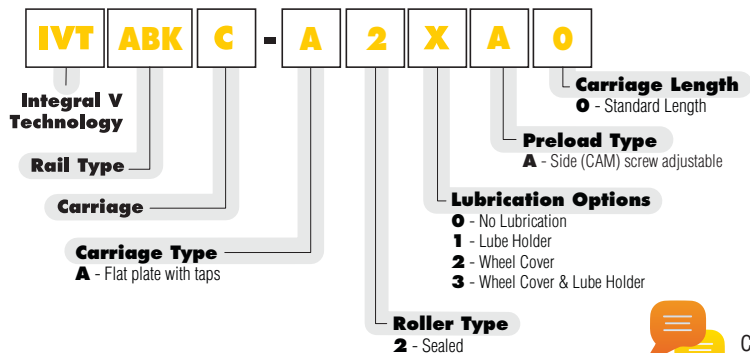 IVT ABK C - A 2 X A 0
Integral V
Technology
Rail Type
Carriage
Carriage Type
A - Flat plate with taps
Roller Type
2 - Sealed
Lubrication Options
0 - No Lubrication
1 - Lube Holder
2 - Wheel Cover
3 - Wheel Cover & Lube Holder
Preload Type
A - Side (CAM) screw adjustable
Carriage Length
0 - Standard Length
C